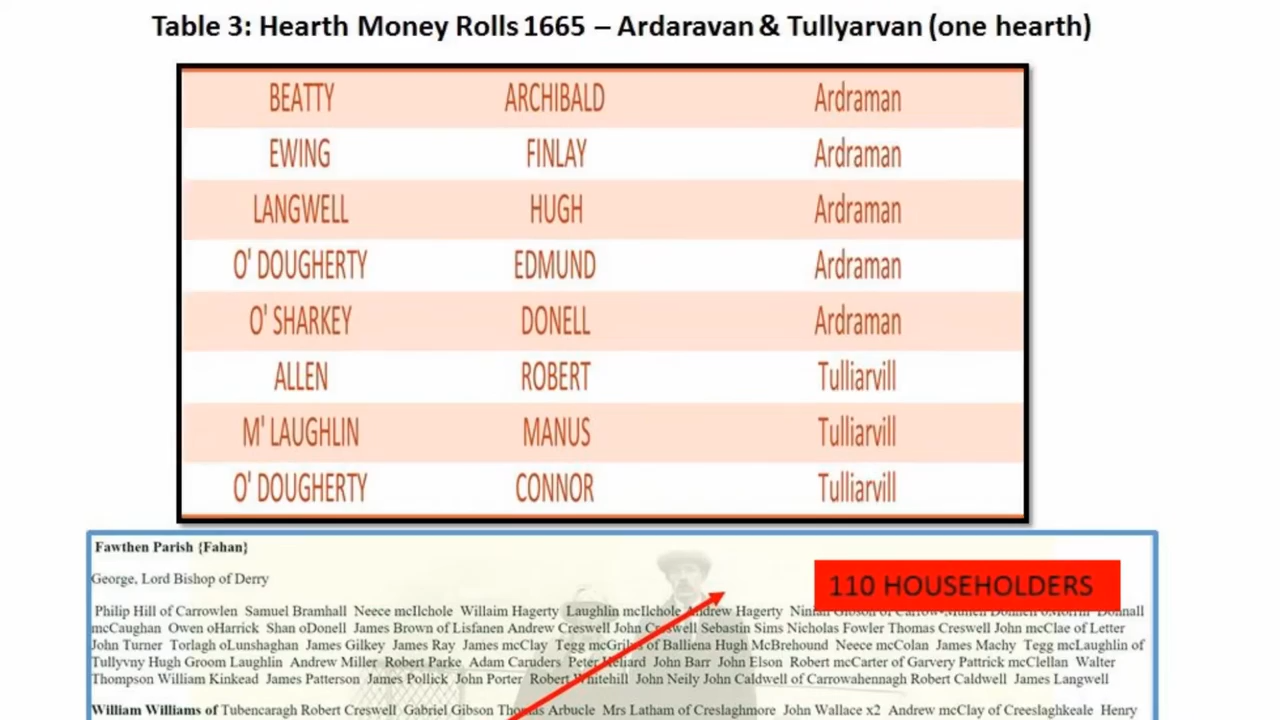 Table 3: Hearth Money Rolls 1665 – Ardaravan & Tullyarvan (one hearth)
BEATTY ARCHIBALD Ardraman
EWING FINLAY Ardraman
LANGWELL HUGH Ardraman
O' DOUGHERTY EDMUND Ardraman
O' SHARKEY DONELL Ardraman
ALLEN ROBERT Tulliarvill
M' LAUGHLIN MANUS Tulliarvill
O' DOUGHERTY CONNOR Tulliarvill
Fawthen Parish {Fahan}
110 HOUSEHOLDERS
George, Lord Bishop of Derry
Philip Hill of Carrowlen Samuel Bramhall Neece mcIlchole Willaim Hagerty Laughlin mcIlchole Andrew Hagerty Ninian Gibson of
mcCaughan Owen oHarrick Shan oDonell James Brown of Lisfanen Andrew Creswell John Creswell Sebastin Sims Nicholas Fowler Thomas Creswell John mcClae of Letter
John Turner Torlagh oLunshaghan James Gilkey James Ray James mcClay Tegg of Balliena Hugh McBrehound Neece mcColan James Machy Tegg mcLaughlin of
Tullyvny Hugh Groom Laughlin Andrew Miller Robert Parke Adam Caruders Peter John Barr John Elson Robert mcCarter of Garvery Pattrick mcClellan Walter
Thompson William Kinkead James Patterson James Pollick John Porter Robert Whitehill John Neily John Caldwell of Carrowahennagh Robert Caldwell James Langwell
William Williams of Tubencaragh Robert Creswell Gabriel Gibson Thomas Arbucle Mrs Latham of Creslaghmore John Wallace x2 Andrew mcClay of Creeslaghkeale Henry